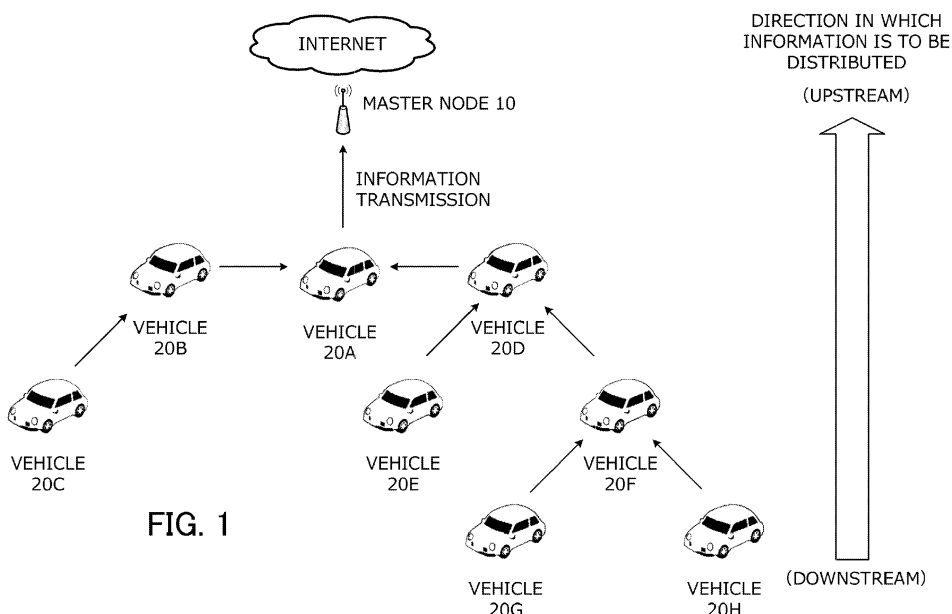 INTERNET
MASTER NODE 10
INFORMATION
TRANSMISSION
DIRECTION IN WHICH
INFORMATION IS TO BE
DISTRIBUTED
(UPSTREAM)
VEHICLE
20B
VEHICLE
20A
VEHICLE
20D
VEHICLE
20C
VEHICLE
20E
VEHICLE
20F
FIG. 1
VEHICLE
20G
VEHICLE
20H
(DOWNSTREAM)